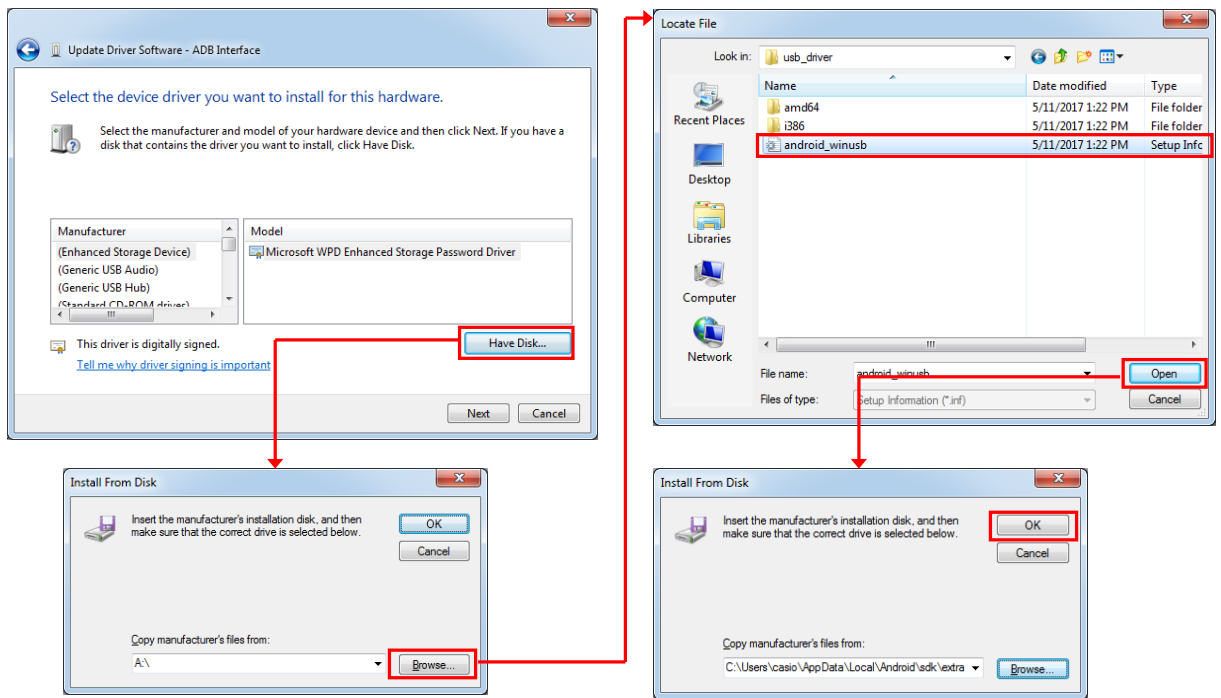 Update Driver Software - ADB Interface
Select the device driver you want to install for this hardware.
Select the manufacturer and model of your hardware device and then click Next. If you have a
disk that contains the driver you want to install, click Have Disk.
Manufacturer
(Enhanced Storage Device)
(Generic USB Audio)
(Generic USB Hub)
(Standard CD-ROM driver)
Model
Microsoft WPD Enhanced Storage Password Driver
This driver is digitally signed.
Tell me why driver signing is important
Have Disk...
Next
Cancel
Install From Disk
Insert the manufacturer's installation disk, and then
make sure that the correct drive is selected below.
OK
Cancel
Copy manufacturer's files from:
A:\
Browse...
Locate File
Look in:
usb_driver
Recent Places
Desktop
Libraries
Computer
Network
Name Date modified Type
amd64 5/11/2017 1:22 PM File folder
i386 5/11/2017 1:22 PM File folder
android_winusb 5/11/2017 1:22 PM Setup Infc
File name:
android_winusb
Open
Files of type:
Setup Information (*.inf)
Cancel
Install From Disk
Insert the manufacturer's installation disk, and then
make sure that the correct drive is selected below.
OK
Cancel
Copy manufacturer's files from:
C:\Users\casio\AppData\Local\Android\sdk\extra
Browse...